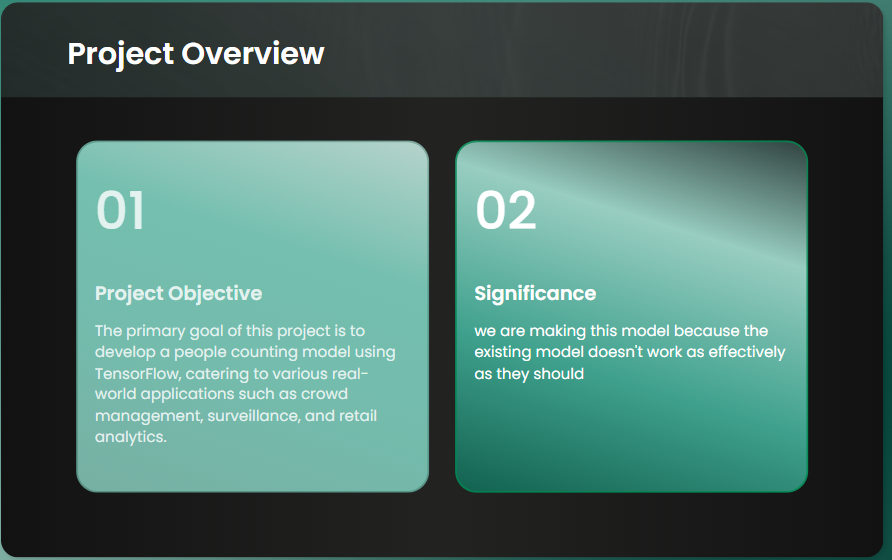 Project Overview
01
Project Objective
The primary goal of this project is to
develop a people counting model using
TensorFlow, catering to various real-
world applications such as crowd
management, surveillance, and retail
analytics.
02
Significance
we are making this model because the
existing model doesn't work as effectively
as they should